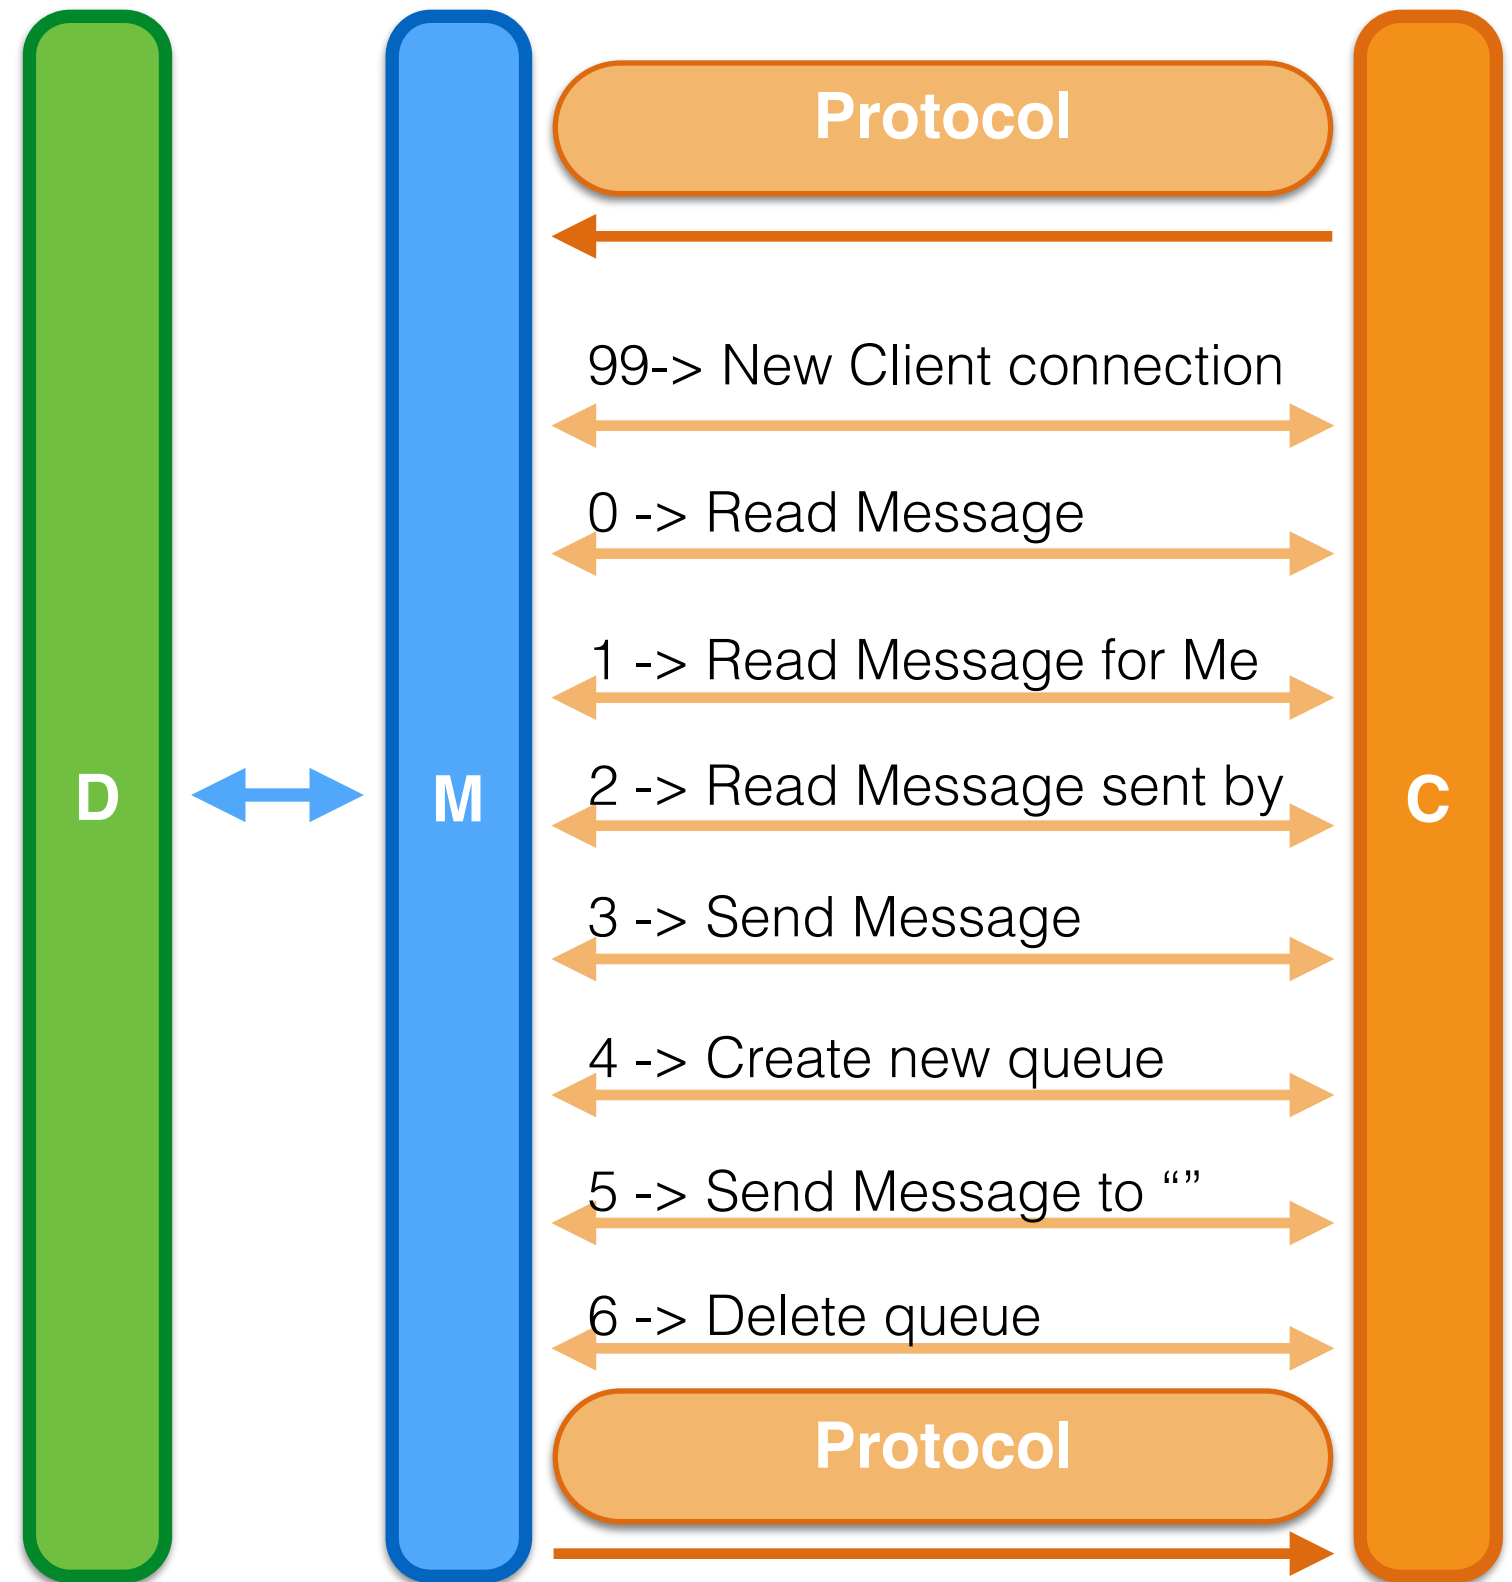 Protocol
99-> New Client connection
0 -> Read Message
1 -> Read Message for Me
D
M
2 -> Read Message sent by
C
3 -> Send Message
4 -> Create new queue
5 -> Send Message to “”
6 -> Delete queue
Protocol